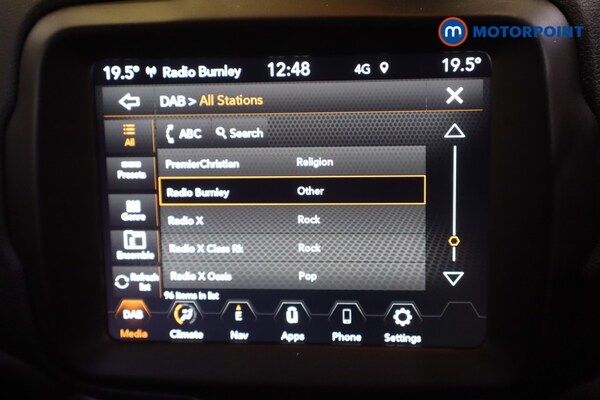 MOTORPOINT
19.5° Radio Burnley 12:48 4G 19.5°
DAB > All Stations X
All ABC Search
PremierChristian Religion
Presets
Radio Burnley Other
Genre
Radio X Rock
Ensemble
Radio X Class Rk Rock
Refresh list
Radio X Oasis Pop
96 items in list
DAB E
Media Climate Nav Apps Phone Settings